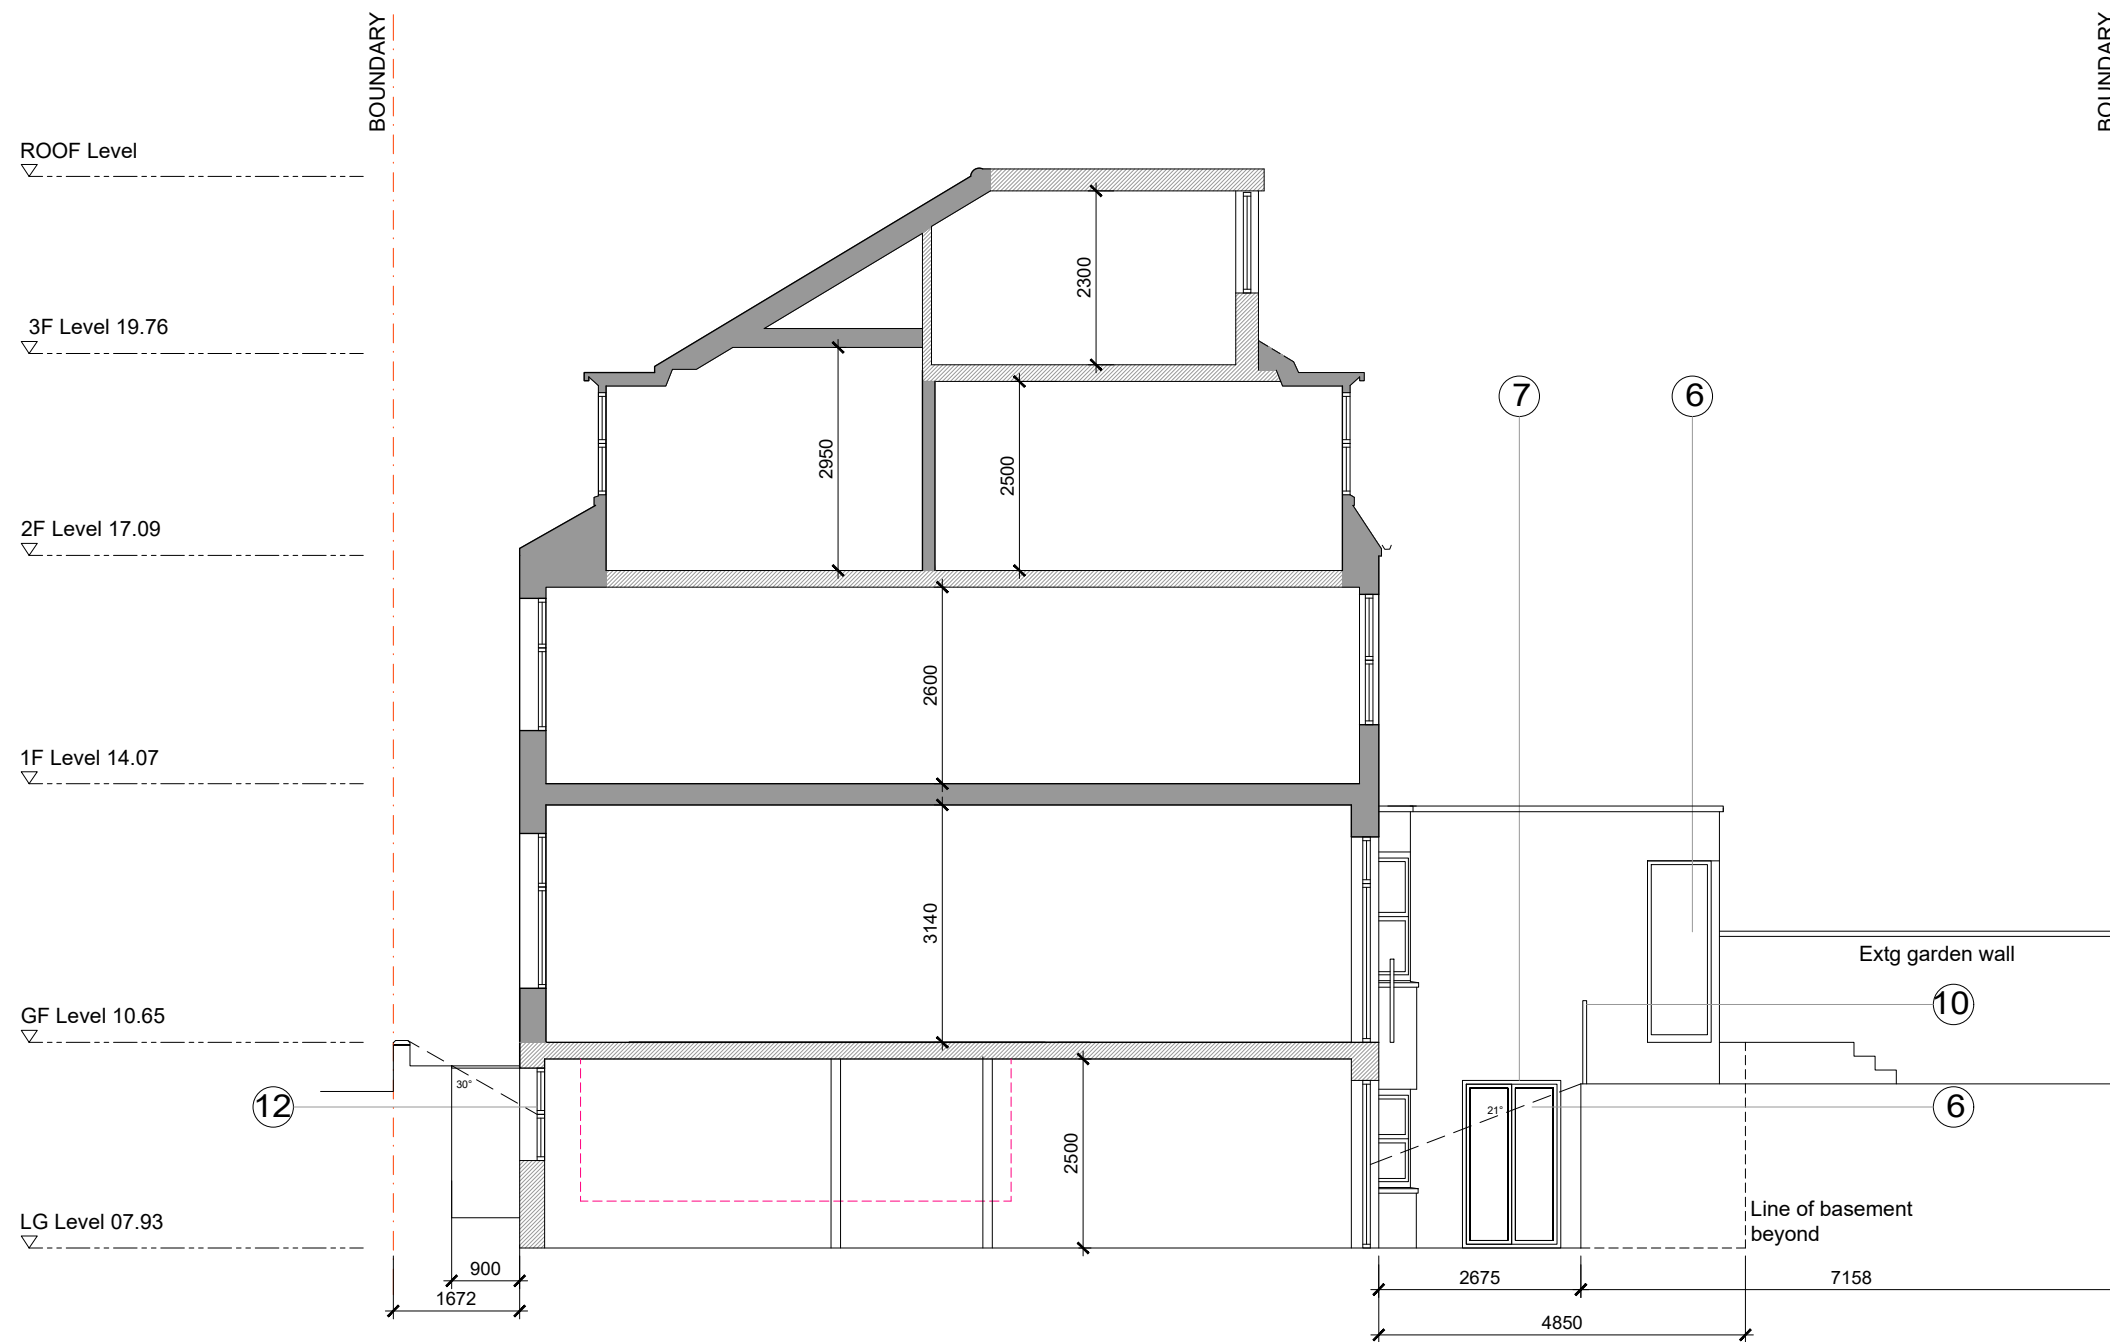 BOUNDARY
BOUNDARY
ROOF Level
2300
3F Level 19.76
7
6
2950
2500
2F Level 17.09
2600
1F Level 14.07
3140
Extg garden wall
10
GF Level 10.65
30°
12
21°
6
2500
LG Level 07.93
Line of basement
beyond
900
1672
2675
7158
4850